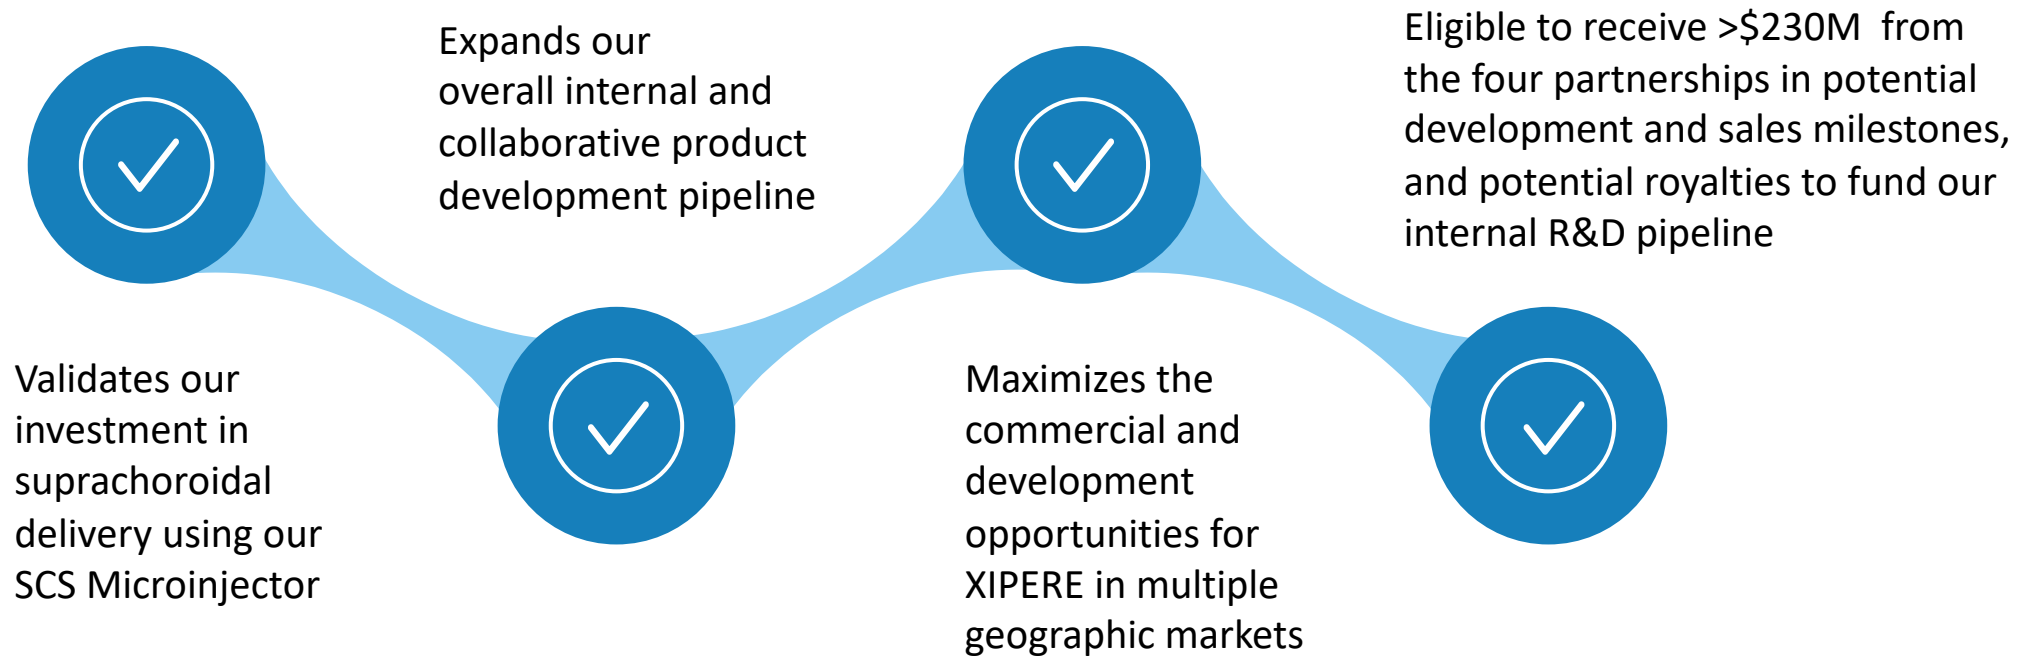 Validates our
investment in
suprachoroidal
delivery using our
SCS Microinjector
Expands our
overall internal and
collaborative product
development pipeline
Maximizes the
commercial and
development
opportunities for
XIPERE in multiple
geographic markets
Eligible to receive >$230M  from
the four partnerships in potential
development and sales milestones,
and potential royalties to fund our
internal R&D pipeline